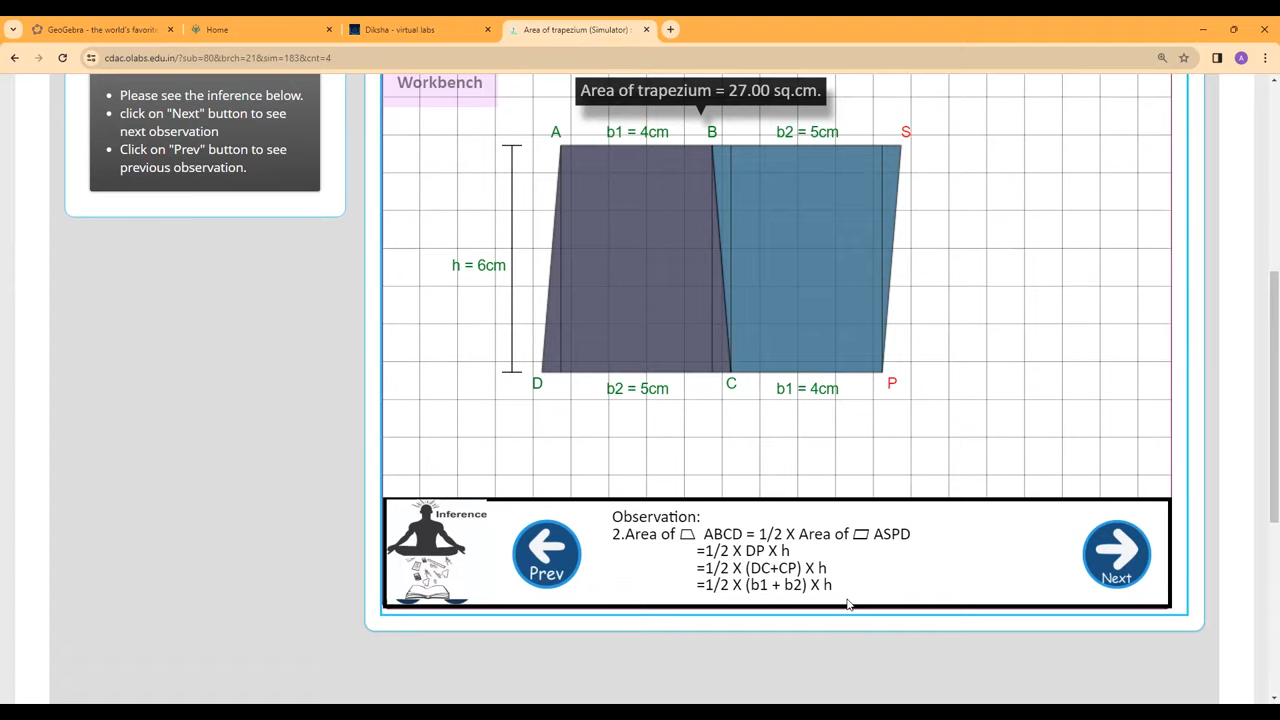 GeoGebra - the world's favorit
Home
Diksha - virtual labs
Area of trapezium (Simulator) :
A
cdac.olabs.edu.in/?sub=80&brch=21&sim=183&cnt=4
Please see the inference below.
click on "Next" button to see
next observation
Click on "Prev" button to see
previous observation.
Workbench
Area of trapezium = 27.00 sq.cm.
A b1 = 4cm B b2 = 5cm S
h = 6cm
D b2 = 5cm C b1 = 4cm P
Inference
Prev
Observation:
2.Area of ABCD = 1/2 X Area of ▱ ASPD
=1/2 X DP X h
=1/2 X (DC+CP) X h
=1/2 X (b1 + b2) X h
Next